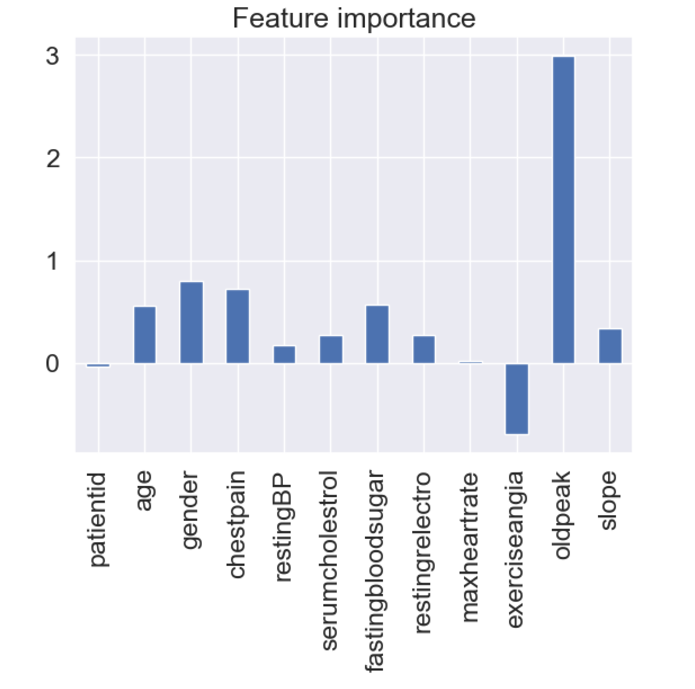 Feature importance
3
2
1
0
patientid
age
gender
chestpain
restingBP
serumcholestrol
fastingbloodsugar
restingrelectro
maxheartrate
exerciseangia
oldpeak
slope